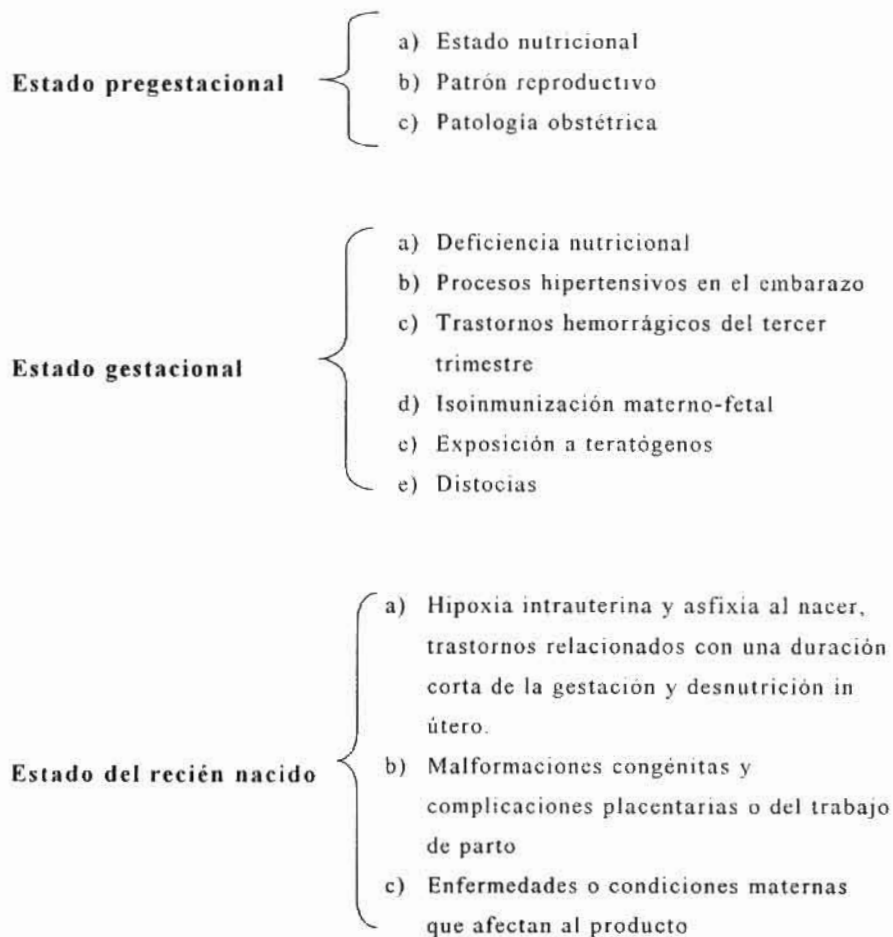 Estado pregestacional
a) Estado nutricional
b) Patrón reproductivo
c) Patología obstétrica
Estado gestacional
a) Deficiencia nutricional
b) Procesos hipertensivos en el embarazo
c) Trastornos hemorrágicos del tercer
trimestre
d) Isoinmunización materno-fetal
e) Exposición a teratógenos
e) Distocias
Estado del recién nacido
a) Hipoxia intrauterina y asfixia al nacer,
trastornos relacionados con una duración
corta de la gestación y desnutrición in
útero.
b) Malformaciones congénitas y
complicaciones placentarias o del trabajo
de parto
c) Enfermedades o condiciones maternas
que afectan al producto